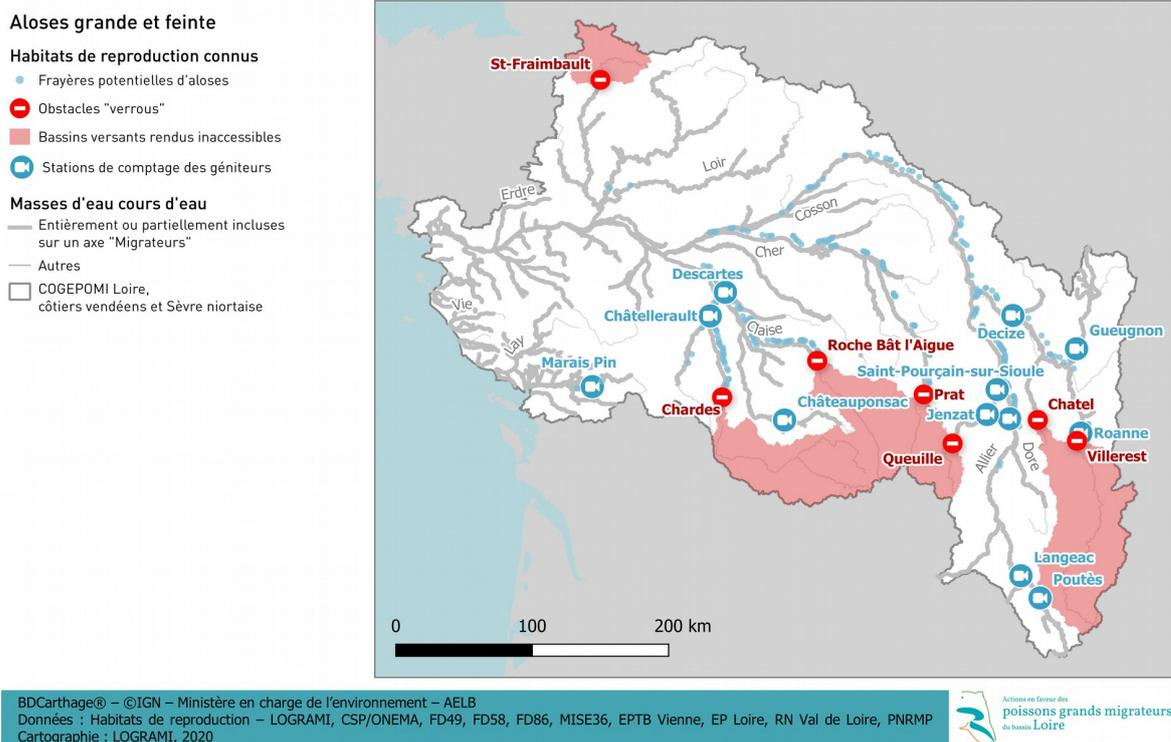 Aloses grande et feinte
Habitats de reproduction connus
Frayères potentielles d'aloses
Obstacles "verrous"
Bassins versants rendus inaccessibles
Stations de comptage des géniteurs
Masses d'eau cours d'eau
Entièrement ou partiellement incluses
sur un axe "Migrateurs"
Autres
COGEPOMI Loire,
côtiers vendéens et Sèvre niortaise
St-Fraimbault
Loir
Erdre
Cosson
Cher
Descartes
Châtellerault
Vie
Claise
Lay
Decize
Gueugnon
Marais Pin
Roche Bât l'Aigue
Saint-Pourçain-sur-Sioule
Chardes
Châteauponsac
Prat
Jenzat
Chatel
Roanne
Villerest
Queuille
Allier
Dore
Langeac
Poutès
0 100 200 km
BDCarthage® – ©IGN – Ministère en charge de l'environnement – AELB
Données : Habitats de reproduction – LOGRAMI, CSP/ONEMA, FD49, FD58, FD86, MISE36, EPTB Vienne, EP Loire, RN Val de Loire, PNRMP
Cartographie : LOGRAMI, 2020
Actions en faveur des
poissons grands migrateurs
du bassin Loire